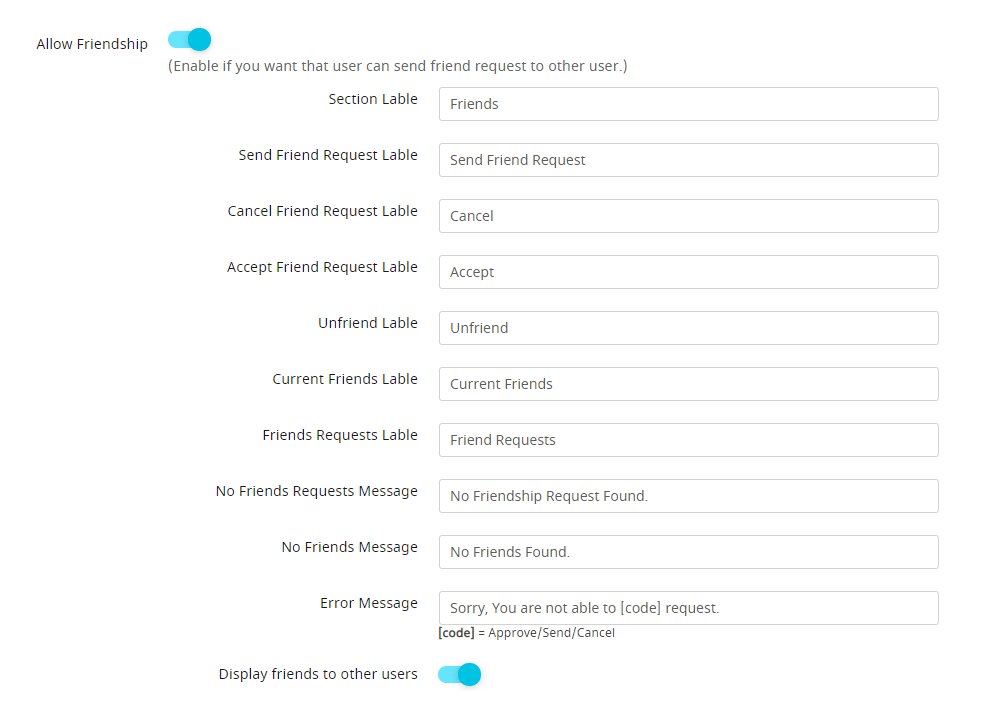 Allow Friendship
(Enable if you want that user can send friend request to other user.)
Section Lable Friends
Send Friend Request Lable Send Friend Request
Cancel Friend Request Lable Cancel
Accept Friend Request Lable Accept
Unfriend Lable Unfriend
Current Friends Lable Current Friends
Friends Requests Lable Friend Requests
No Friends Requests Message No Friendship Request Found.
No Friends Message No Friends Found.
Error Message Sorry, You are not able to [code] request.
[code] = Approve/Send/Cancel
Display friends to other users